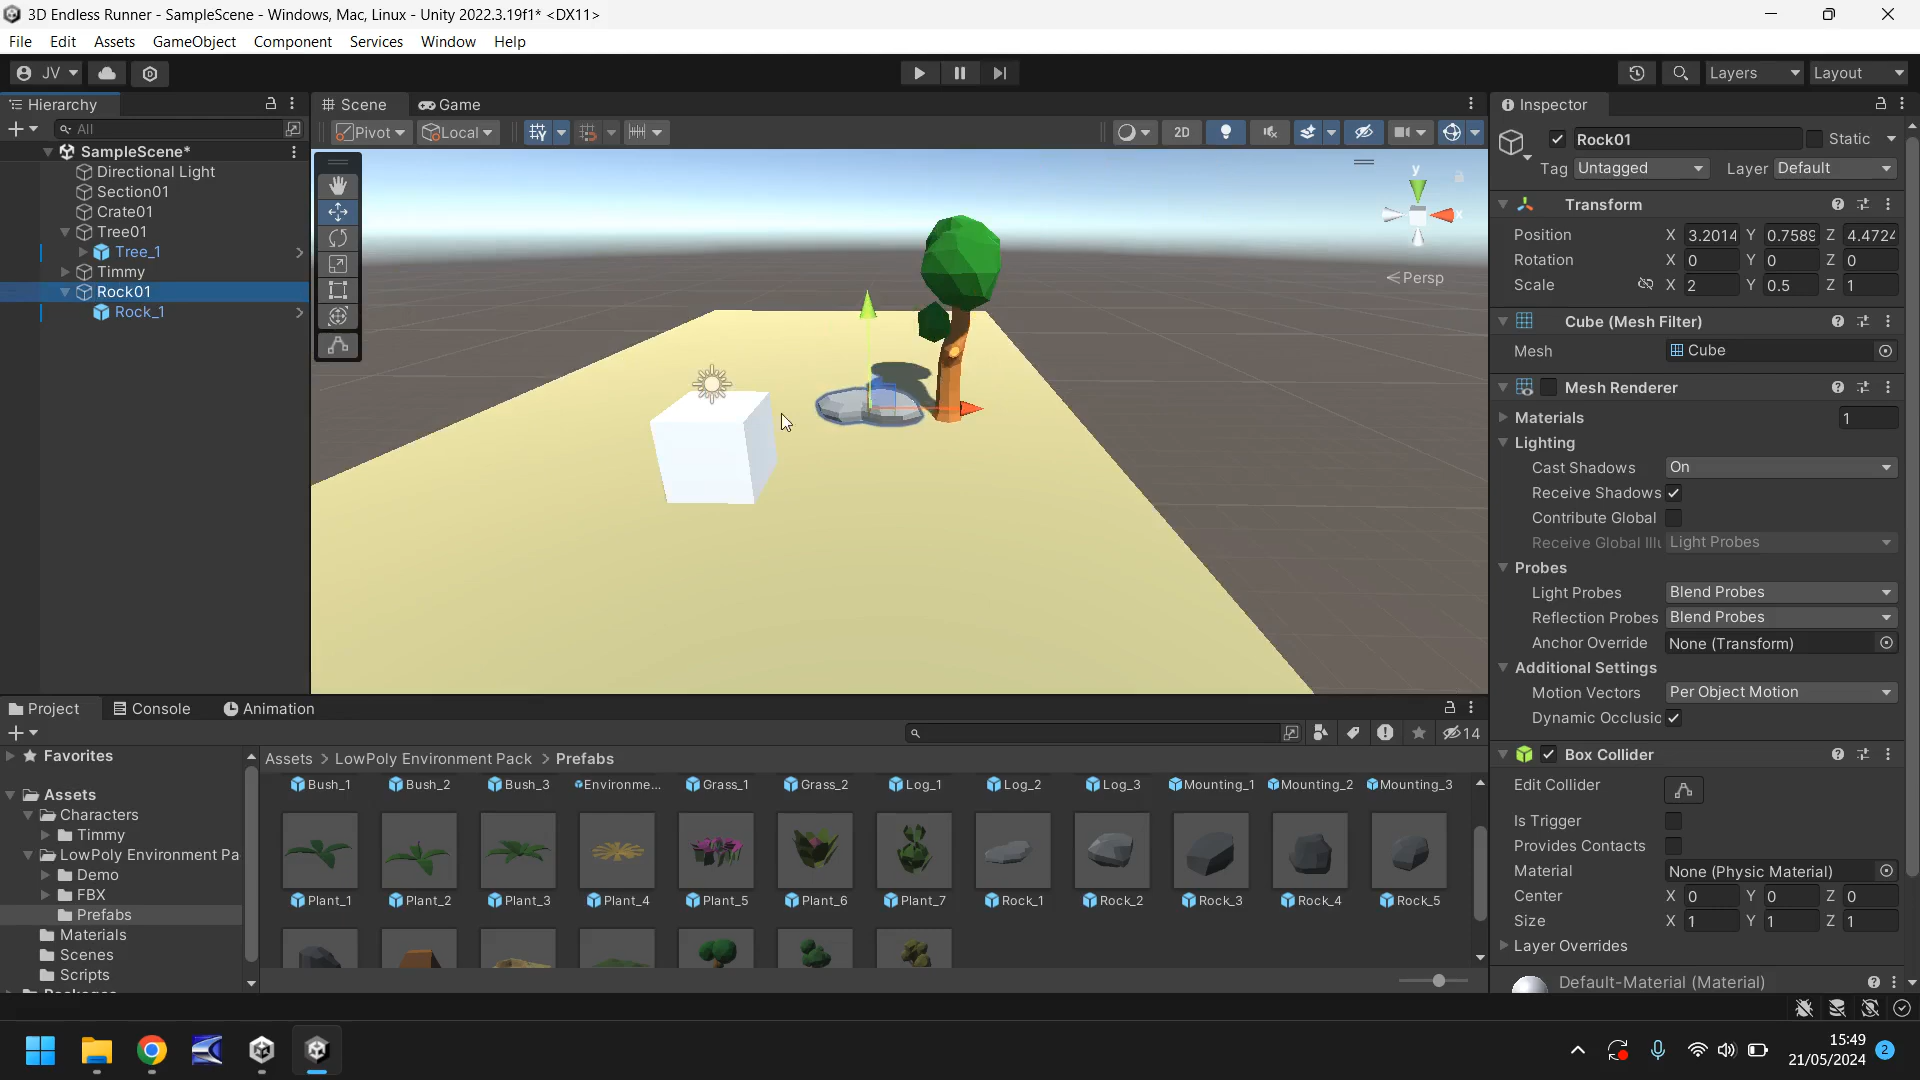 3D Endless Runner - SampleScene - Windows, Mac, Linux - Unity 2022.3.19f1* <DX11>
File Edit Assets GameObject Component Services Window Help
JV Layers Layout
Hierarchy
All
SampleScene*
Directional Light
Section01
Crate01
Tree01
Tree_1
Timmy
Rock01
Rock_1
Scene Game
Pivot Local 2D
y
x
Persp
Inspector
Rock01 Static
Tag Untagged Layer Default
Transform
Position X 3.2014 Y 0.7589 Z 4.4724
Rotation X 0 Y 0 Z 0
Scale X 2 Y 0.5 Z 1
Cube (Mesh Filter)
Mesh Cube
Mesh Renderer
Materials 1
Lighting
Cast Shadows On
Receive Shadows
Contribute Global
Receive Global Illu Light Probes
Probes
Light Probes Blend Probes
Reflection Probes Blend Probes
Anchor Override None (Transform)
Additional Settings
Motion Vectors Per Object Motion
Dynamic Occlusic
Box Collider
Edit Collider
Is Trigger
Provides Contacts
Material None (Physic Material)
Center X 0 Y 0 Z 0
Size X 1 Y 1 Z 1
Layer Overrides
Default-Material (Material)
Project Console Animation
14
Favorites
Assets
Characters
Timmy
LowPoly Environment Pa
Demo
FBX
Prefabs
Materials
Scenes
Scripts
Assets > LowPoly Environment Pack > Prefabs
Bush_1 Bush_2 Bush_3 Environme... Grass_1 Grass_2 Log_1 Log_2 Log_3 Mounting_1 Mounting_2 Mounting_3
Plant_1 Plant_2 Plant_3 Plant_4 Plant_5 Plant_6 Plant_7 Rock_1 Rock_2 Rock_3 Rock_4 Rock_5
15:49
21/05/2024
2